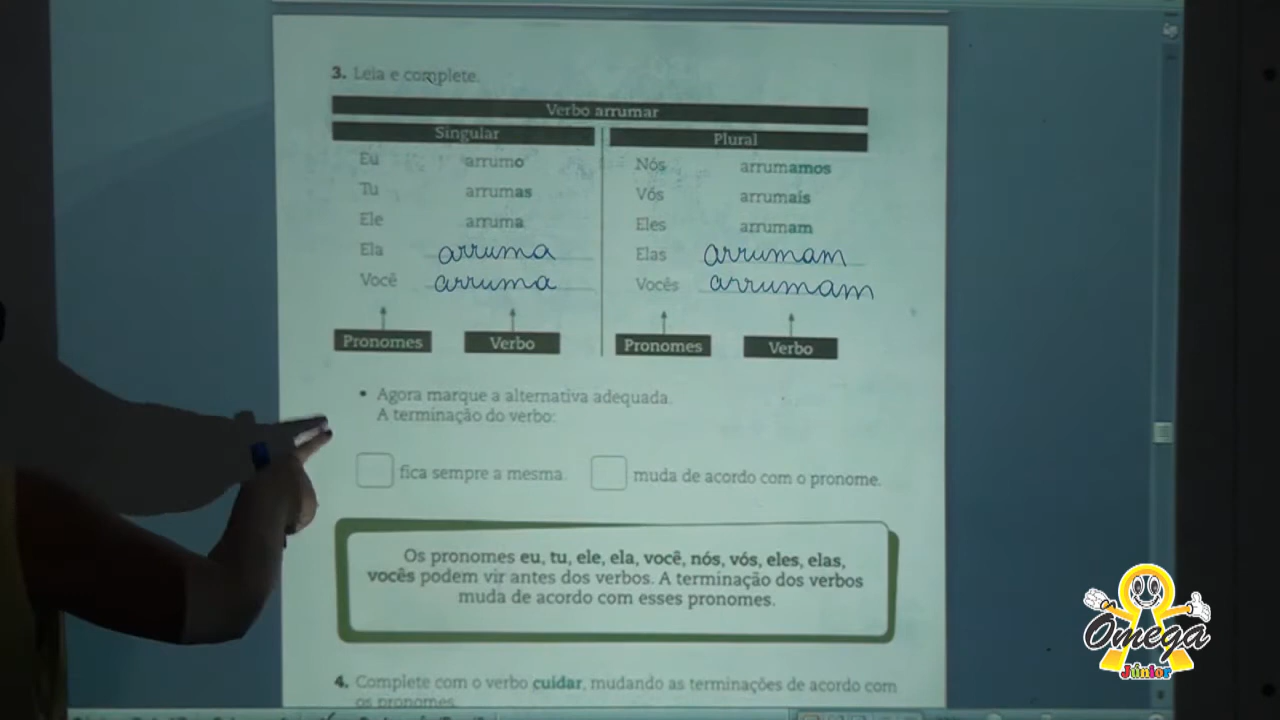 3. Leia e complete.
Verbo arrumar
Singular
Plural
Eu arrumo
Nós arrumamos
Tu arrumas
Vós arrumais
Ele arruma
Eles arrumam
Ela arruma
Elas arrumam
Você arruma
Vocês arrumam
Pronomes
Verbo
Pronomes
Verbo
• Agora marque a alternativa adequada.
A terminação do verbo:
fica sempre a mesma.
muda de acordo com o pronome.
Os pronomes eu, tu, ele, ela, você, nós, vós, eles, elas,
vocês podem vir antes dos verbos. A terminação dos verbos
muda de acordo com esses pronomes.
4. Complete com o verbo cuidar, mudando as terminações de acordo com
os pronomes.
Omega
Júnior